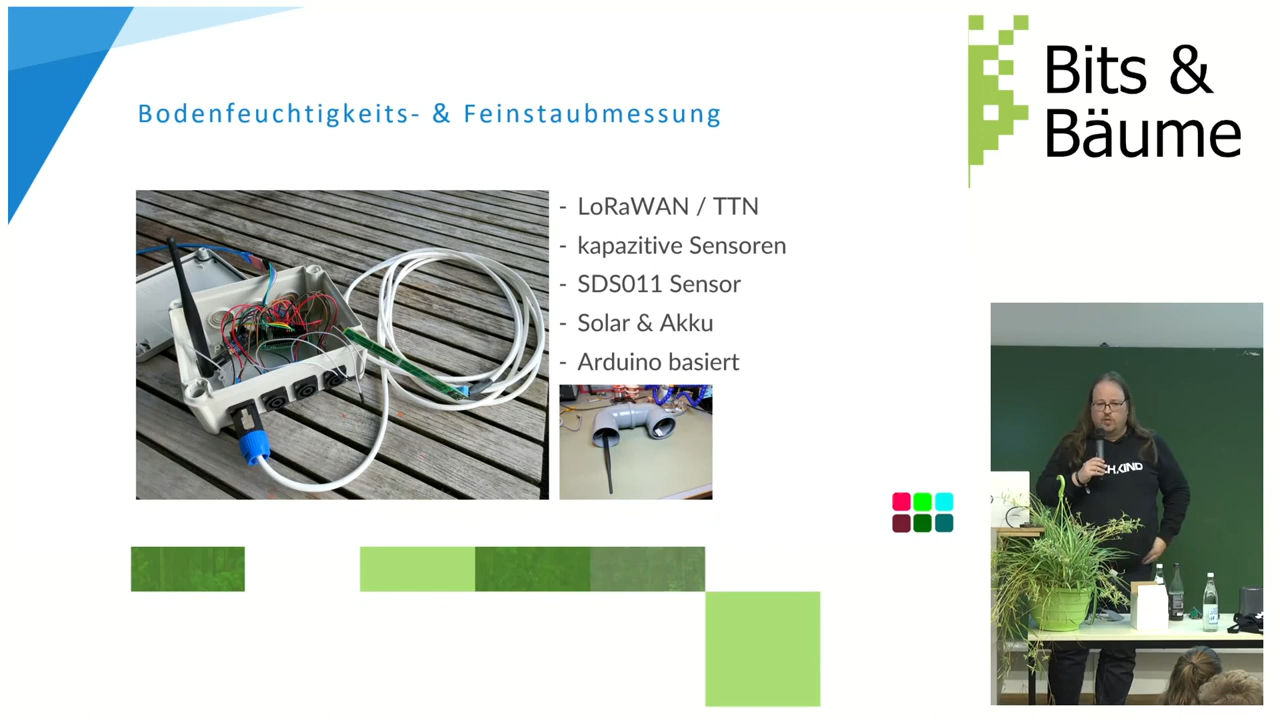 Bodenfeuchtigkeits- & Feinstaubmessung
- LoRaWAN / TTN
- kapazitive Sensoren
- SDS011 Sensor
- Solar & Akku
- Arduino basiert
Bits &
Bäume